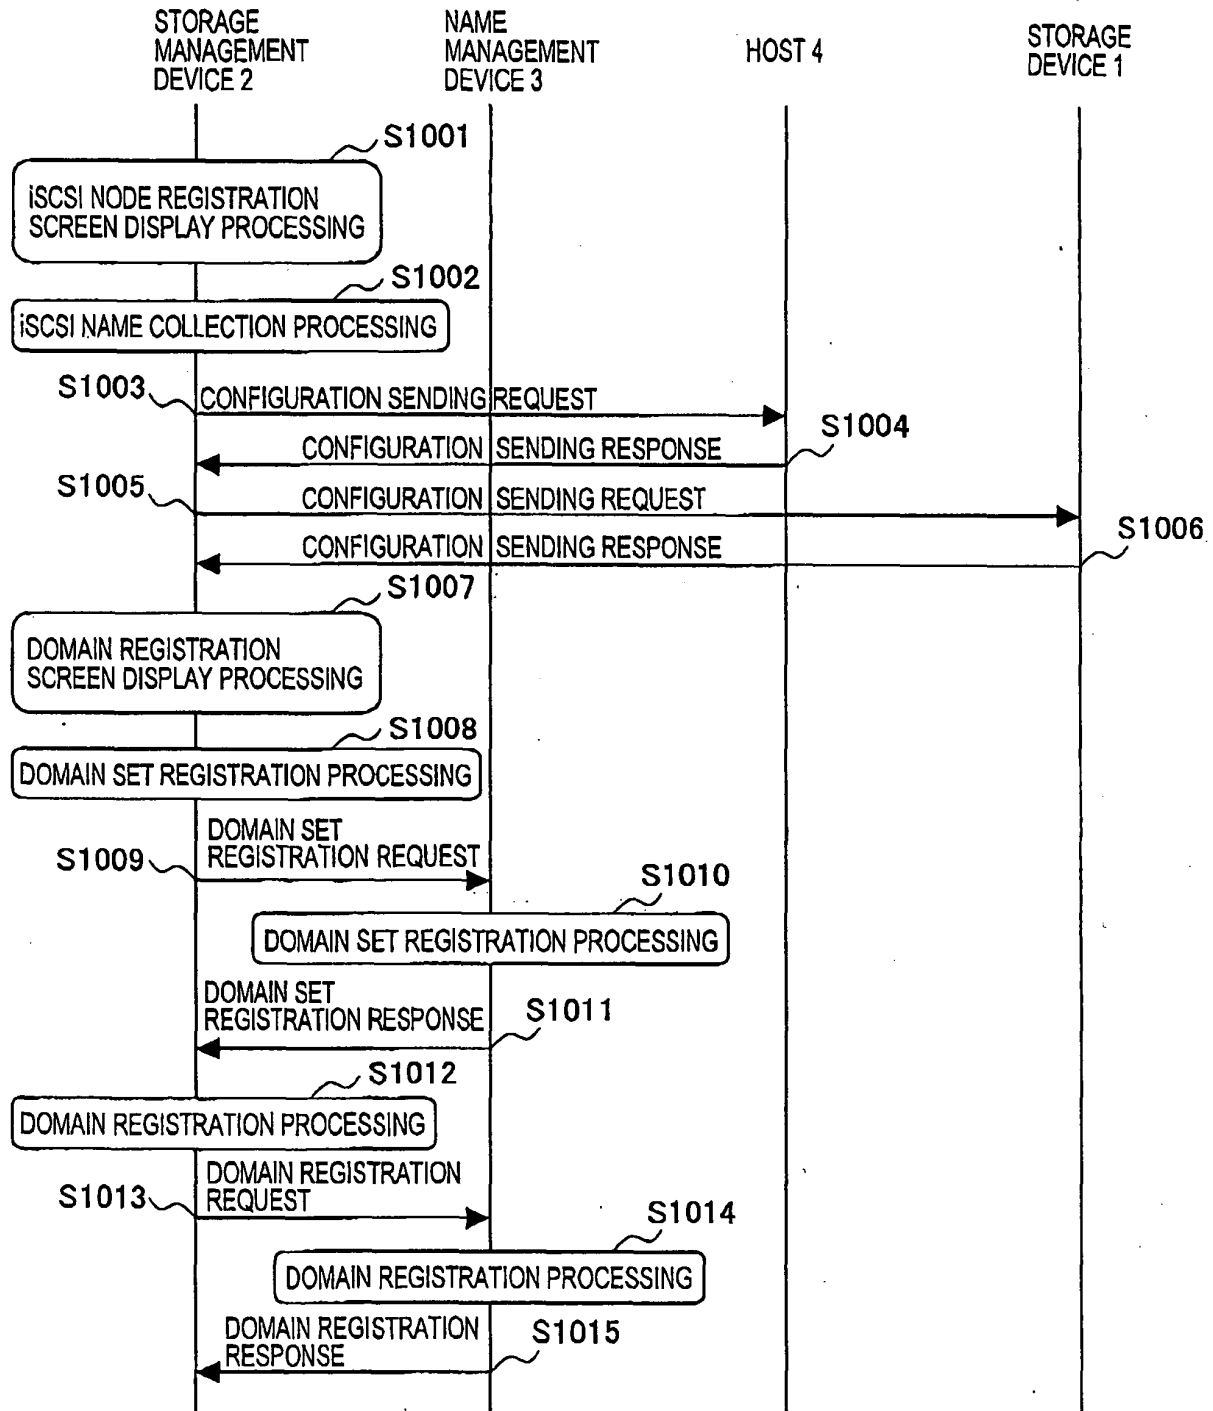 STORAGE
MANAGEMENT
DEVICE 2
NAME
MANAGEMENT
DEVICE 3
HOST 4
STORAGE
DEVICE 1
S1001
iSCSI NODE REGISTRATION
SCREEN DISPLAY PROCESSING
S1002
iSCSI NAME COLLECTION PROCESSING
S1003
CONFIGURATION SENDING REQUEST
S1004
CONFIGURATION SENDING RESPONSE
S1005
CONFIGURATION SENDING REQUEST
S1006
CONFIGURATION SENDING RESPONSE
S1007
DOMAIN REGISTRATION
SCREEN DISPLAY PROCESSING
S1008
DOMAIN SET REGISTRATION PROCESSING
DOMAIN SET
REGISTRATION REQUEST
S1009
S1010
DOMAIN SET REGISTRATION PROCESSING
DOMAIN SET
REGISTRATION RESPONSE
S1011
S1012
DOMAIN REGISTRATION PROCESSING
DOMAIN REGISTRATION
REQUEST
S1013
S1014
DOMAIN REGISTRATION PROCESSING
DOMAIN REGISTRATION
RESPONSE
S1015